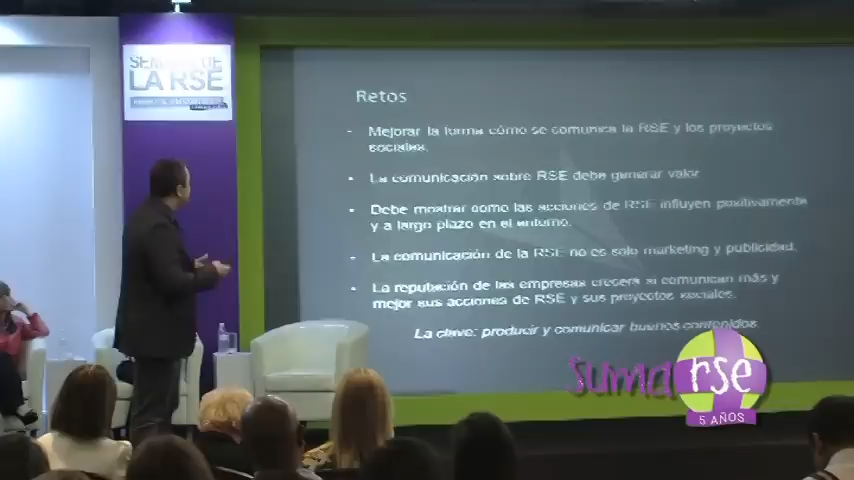 SEMANA DE
LA RSE
Retos
- Mejorar la forma cómo se comunica la RSE y los proyectos
sociales.
- La comunicación sobre RSE debe generar valor
- Debe mostrar como las acciones de RSE influyen positivamente
y a largo plazo en el entorno.
- La comunicación de la RSE no es solo marketing y publicidad.
- La reputación de las empresas crecerá si comunican más y
mejor sus acciones de RSE y sus proyectos sociales.
La clave: producir y comunicar buenos contenidos
sumarse
5 AÑOS